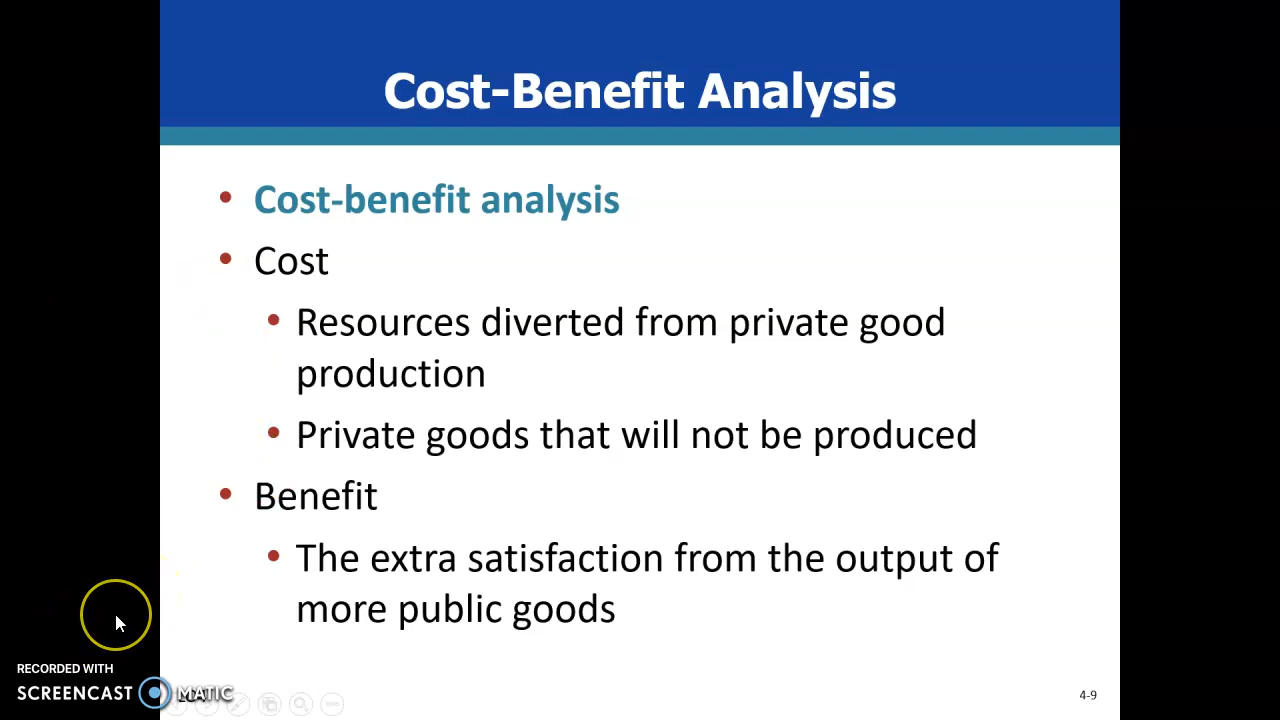 Cost-Benefit Analysis
• Cost-benefit analysis
• Cost
• Resources diverted from private good
production
• Private goods that will not be produced
• Benefit
• The extra satisfaction from the output of
more public goods
RECORDED WITH
SCREENCAST MATIC
4-9